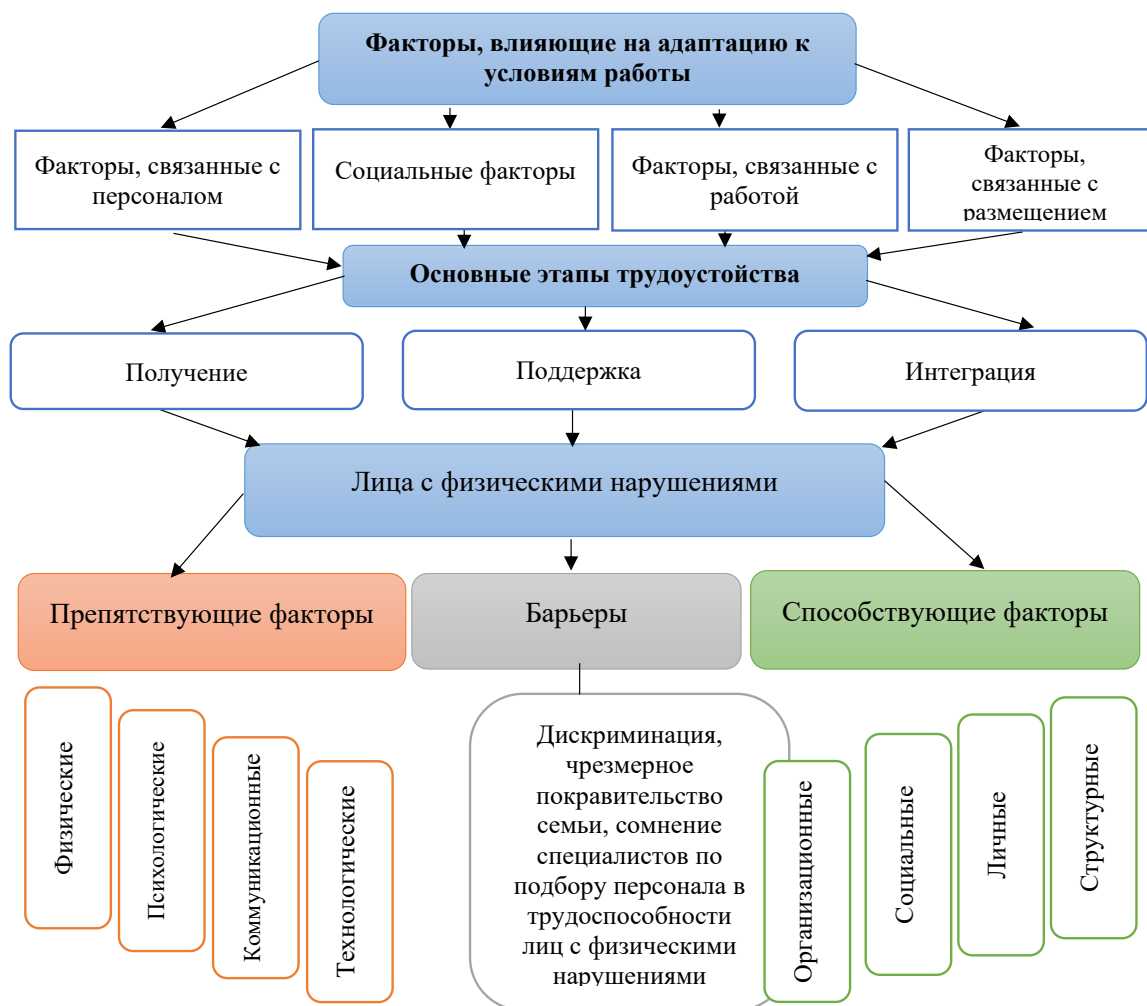 Факторы, влияющие на адаптацию к
условиям работы
Факторы, связанные с
персоналом
Социальные факторы
Факторы, связанные с
работой
Факторы,
связанные с
размещением
Основные этапы трудоустойства
Получение
Поддержка
Интеграция
Лица с физическими нарушениями
Препятствующие факторы
Барьеры
Способствующие факторы
Физические
Психологические
Коммуникационные
Технологические
Дискриминация,
чрезмерное
покравительство
семьи, сомнение
специалистов по
подбору персонала в
трудоспособности
лиц с физическими
нарушениями
Организационные
Социальные
Личные
Структурные